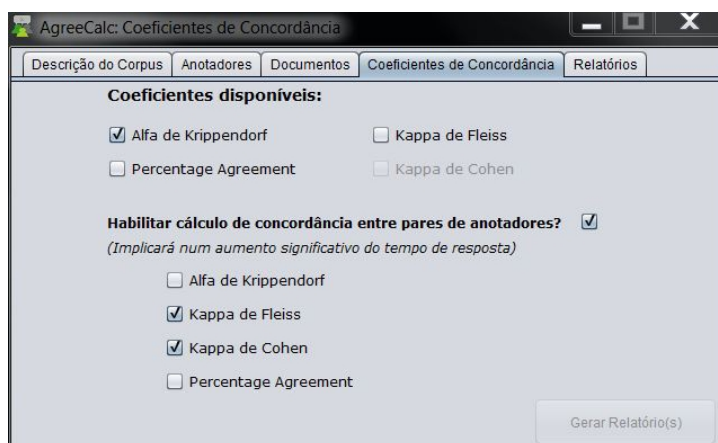 AgreeCalc: Coeficientes de Concordância
Descrição do Corpus Anotadores Documentos Coeficientes de Concordância Relatórios
Coeficientes disponíveis:
Alfa de Krippendorf Kappa de Fleiss
Percentage Agreement Kappa de Cohen
Habilitar cálculo de concordância entre pares de anotadores?
(Implicará num aumento significativo do tempo de resposta)
Alfa de Krippendorf
Kappa de Fleiss
Kappa de Cohen
Percentage Agreement
Gerar Relatório(s)